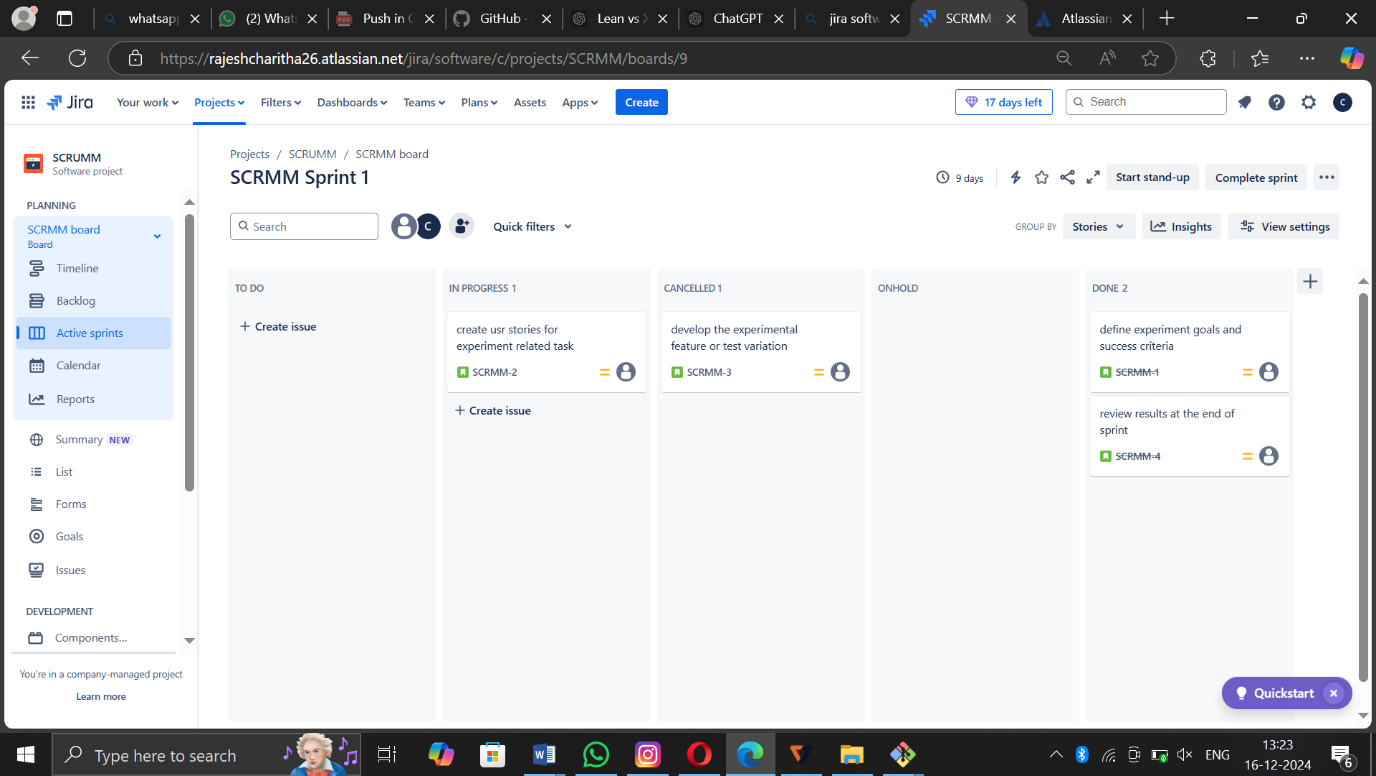 whatsap
(2) What
Push in G
GitHub -
Lean vs X
ChatGPT
jira softw
SCRMM
Atlassian
https://rajeshcharitha26.atlassian.net/jira/software/c/projects/SCRMM/boards/9
Jira
Your work
Projects
Filters
Dashboards
Teams
Plans
Assets
Apps
Create
17 days left
Search
C
SCRUMM
Software project
PLANNING
SCRMM board
Board
Timeline
Backlog
Active sprints
Calendar
Reports
Summary NEW
List
Forms
Goals
Issues
DEVELOPMENT
Components...
You're in a company-managed project
Learn more
Projects / SCRUMM / SCRMM board
SCRMM Sprint 1
9 days
Start stand-up
Complete sprint
Search
C
Quick filters
GROUP BY
Stories
Insights
View settings
TO DO
+ Create issue
IN PROGRESS 1
create usr stories for
experiment related task
SCRMM-2
+ Create issue
CANCELLED 1
develop the experimental
feature or test variation
SCRMM-3
ONHOLD
DONE 2
define experiment goals and
success criteria
SCRMM-1
review results at the end of
sprint
SCRMM-4
Quickstart
Type here to search
ENG
13:23
16-12-2024
6